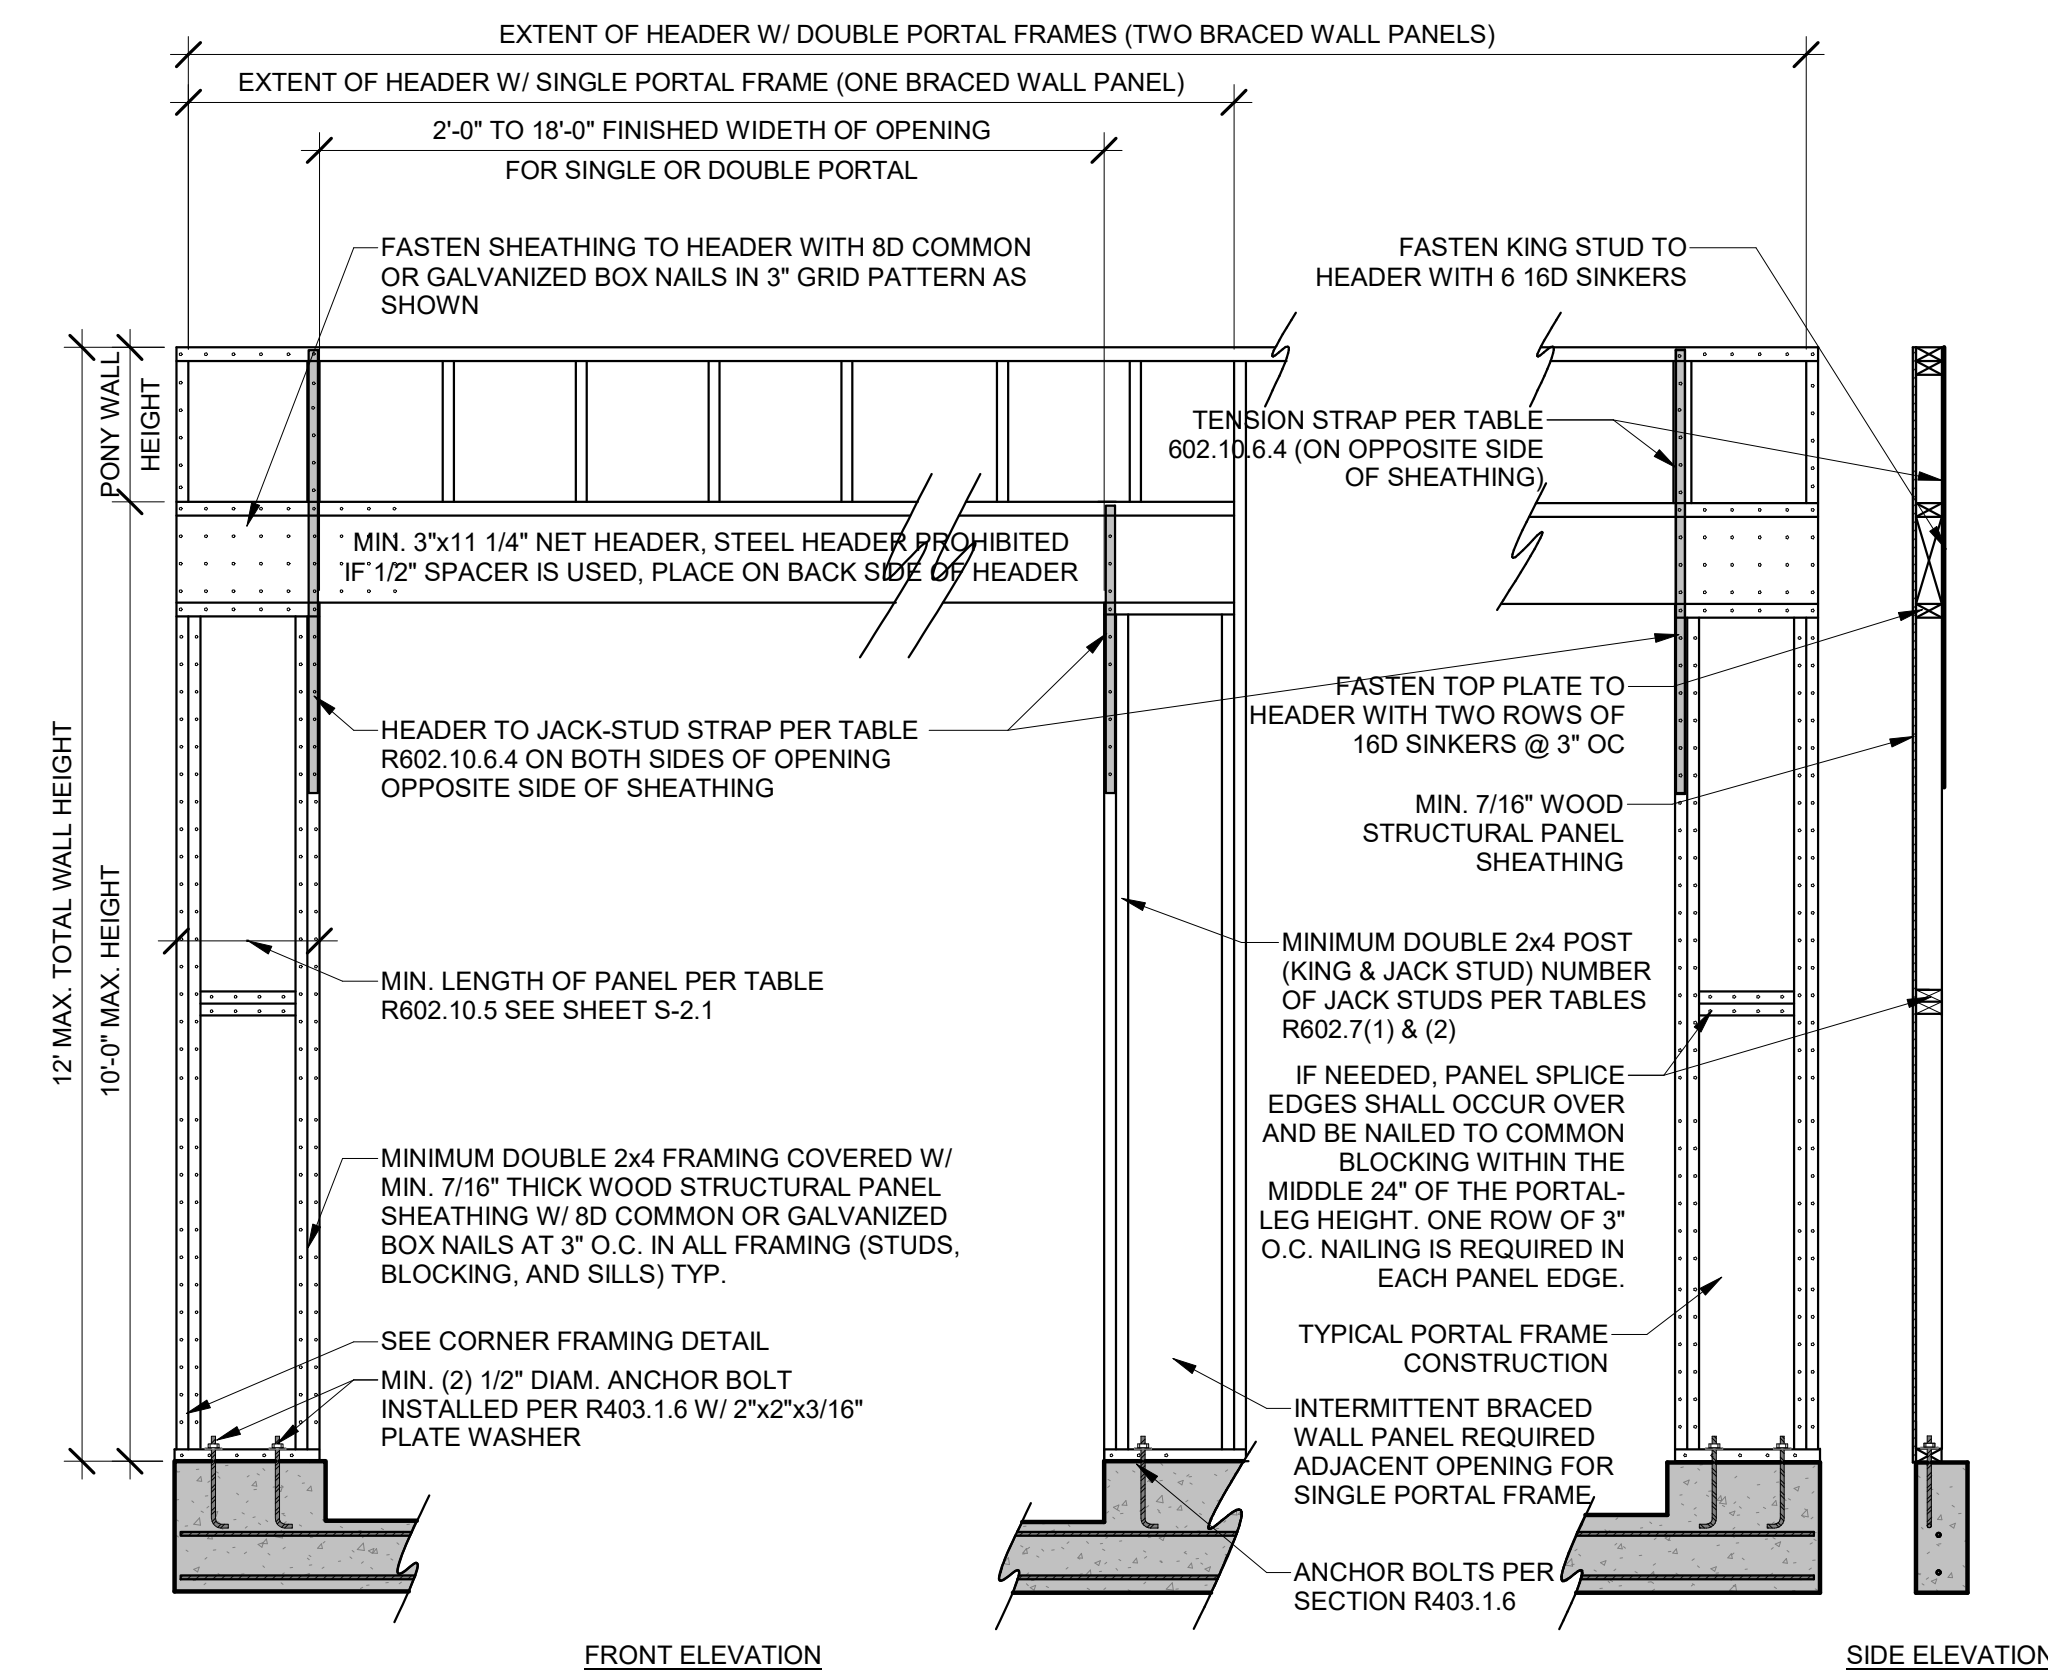 EXTENT OF HEADER W/ DOUBLE PORTAL FRAMES (TWO BRACED WALL PANELS)
EXTENT OF HEADER W/ SINGLE PORTAL FRAME (ONE BRACED WALL PANEL)
2'-0" TO 18'-0" FINISHED WIDETH OF OPENING
FOR SINGLE OR DOUBLE PORTAL
FASTEN SHEATHING TO HEADER WITH 8D COMMON
OR GALVANIZED BOX NAILS IN 3" GRID PATTERN AS
SHOWN
FASTEN KING STUD TO
HEADER WITH 6 16D SINKERS
PONY WALL
HEIGHT
TENSION STRAP PER TABLE
602.10.6.4 (ON OPPOSITE SIDE
OF SHEATHING)
MIN. 3"x11 1/4" NET HEADER, STEEL HEADER PROHIBITED
IF 1/2" SPACER IS USED, PLACE ON BACK SIDE OF HEADER
12' MAX. TOTAL WALL HEIGHT
10'-0" MAX. HEIGHT
HEADER TO JACK-STUD STRAP PER TABLE
R602.10.6.4 ON BOTH SIDES OF OPENING
OPPOSITE SIDE OF SHEATHING
FASTEN TOP PLATE TO
HEADER WITH TWO ROWS OF
16D SINKERS @ 3" OC
MIN. 7/16" WOOD
STRUCTURAL PANEL
SHEATHING
MIN. LENGTH OF PANEL PER TABLE
R602.10.5 SEE SHEET S-2.1
MINIMUM DOUBLE 2x4 POST
(KING & JACK STUD) NUMBER
OF JACK STUDS PER TABLES
R602.7(1) & (2)
IF NEEDED, PANEL SPLICE
EDGES SHALL OCCUR OVER
AND BE NAILED TO COMMON
BLOCKING WITHIN THE
MIDDLE 24" OF THE PORTAL-
LEG HEIGHT. ONE ROW OF 3"
O.C. NAILING IS REQUIRED IN
EACH PANEL EDGE.
MINIMUM DOUBLE 2x4 FRAMING COVERED W/
MIN. 7/16" THICK WOOD STRUCTURAL PANEL
SHEATHING W/ 8D COMMON OR GALVANIZED
BOX NAILS AT 3" O.C. IN ALL FRAMING (STUDS,
BLOCKING, AND SILLS) TYP.
SEE CORNER FRAMING DETAIL
MIN. (2) 1/2" DIAM. ANCHOR BOLT
INSTALLED PER R403.1.6 W/ 2"x2"x3/16"
PLATE WASHER
TYPICAL PORTAL FRAME
CONSTRUCTION
INTERMITTENT BRACED
WALL PANEL REQUIRED
ADJACENT OPENING FOR
SINGLE PORTAL FRAME
ANCHOR BOLTS PER
SECTION R403.1.6
FRONT ELEVATION
SIDE ELEVATION